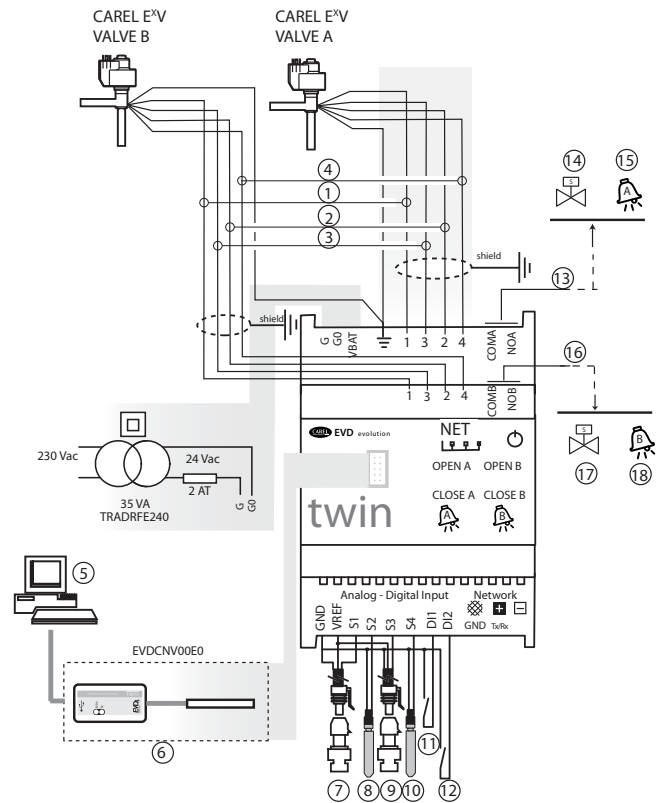 CAREL EXV
VALVE B
CAREL EXV
VALVE A
4
1
2
3
14
15
S
A
shield
13
shield
G
G0
VBAT
1
3
2
4
COMA
NOA
16
1
3
2
4
COMB
NOB
S
B
17
18
CAREL EVD evolution
NET
OPEN A OPEN B
CLOSE A CLOSE B
A
B
twin
230 Vac
24 Vac
2 AT
G
G0
35 VA
TRADRFE240
5
Analog - Digital Input
Network
GND
VREF
S1
S2
S3
S4
DI1
DI2
GND Tx/Rx
EVDCNV00E0
6
7
8
9
10
11
12